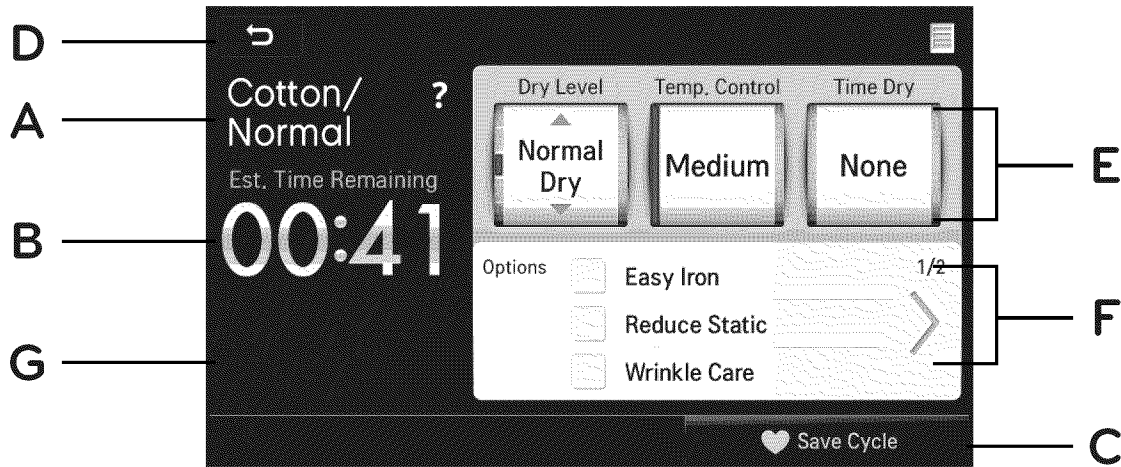 D
A
B
G
Cotton/ ?
Normal
Est. Time Remaining
00:41
Dry Level
Temp. Control
Time Dry
Normal
Dry
Medium
None
Options
1/2
Easy Iron
Reduce Static
Wrinkle Care
Save Cycle
E
F
C